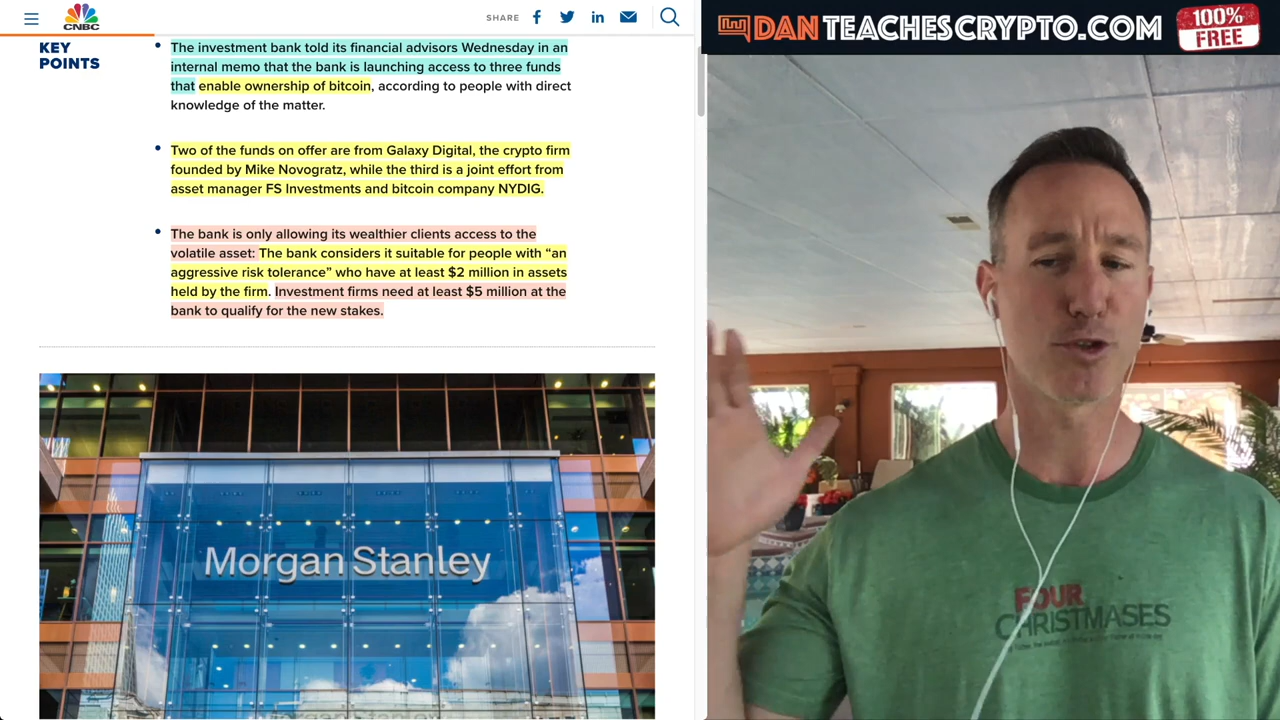 CNBC
SHARE
KEY
POINTS
The investment bank told its financial advisors Wednesday in an
internal memo that the bank is launching access to three funds
that enable ownership of bitcoin, according to people with direct
knowledge of the matter.
Two of the funds on offer are from Galaxy Digital, the crypto firm
founded by Mike Novogratz, while the third is a joint effort from
asset manager FS Investments and bitcoin company NYDIG.
The bank is only allowing its wealthier clients access to the
volatile asset: The bank considers it suitable for people with “an
aggressive risk tolerance” who have at least $2 million in assets
held by the firm. Investment firms need at least $5 million at the
bank to qualify for the new stakes.
Morgan Stanley
Morgan Stanley
DANTEACHESCRYPTO.COM
100%
FREE
FOUR
CHRISTMASES